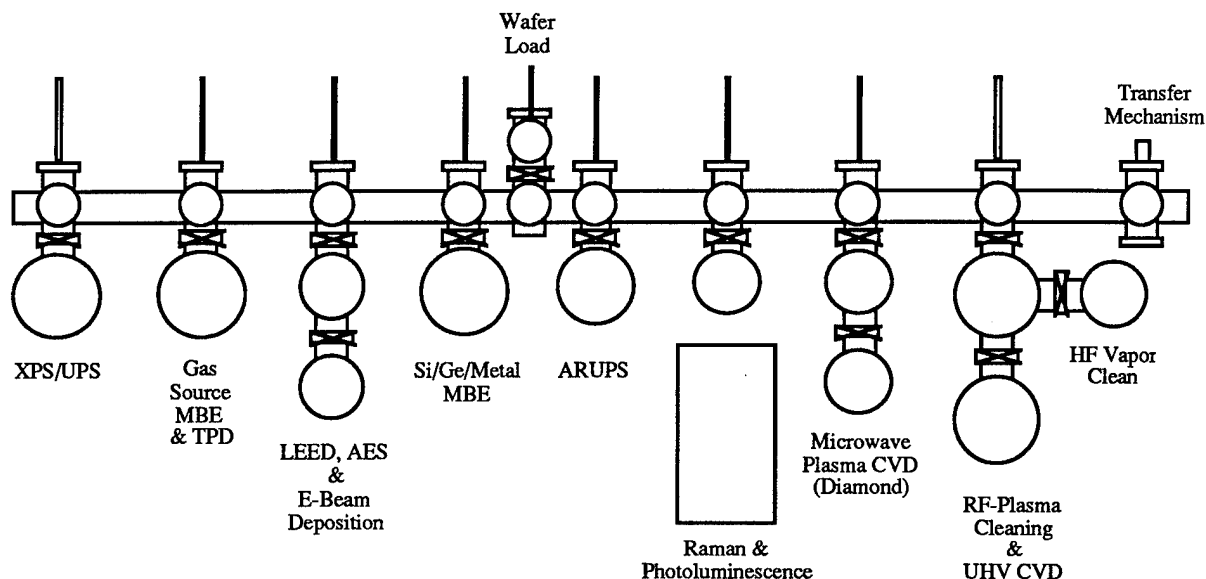 Wafer
Load
Transfer
Mechanism
XPS/UPS
Gas
Source
MBE
& TPD
LEED, AES
&
E-Beam
Deposition
Si/Ge/Metal
MBE
ARUPS
Raman &
Photoluminescence
Microwave
Plasma CVD
(Diamond)
RF-Plasma
Cleaning
&
UHV CVD
HF Vapor
Clean